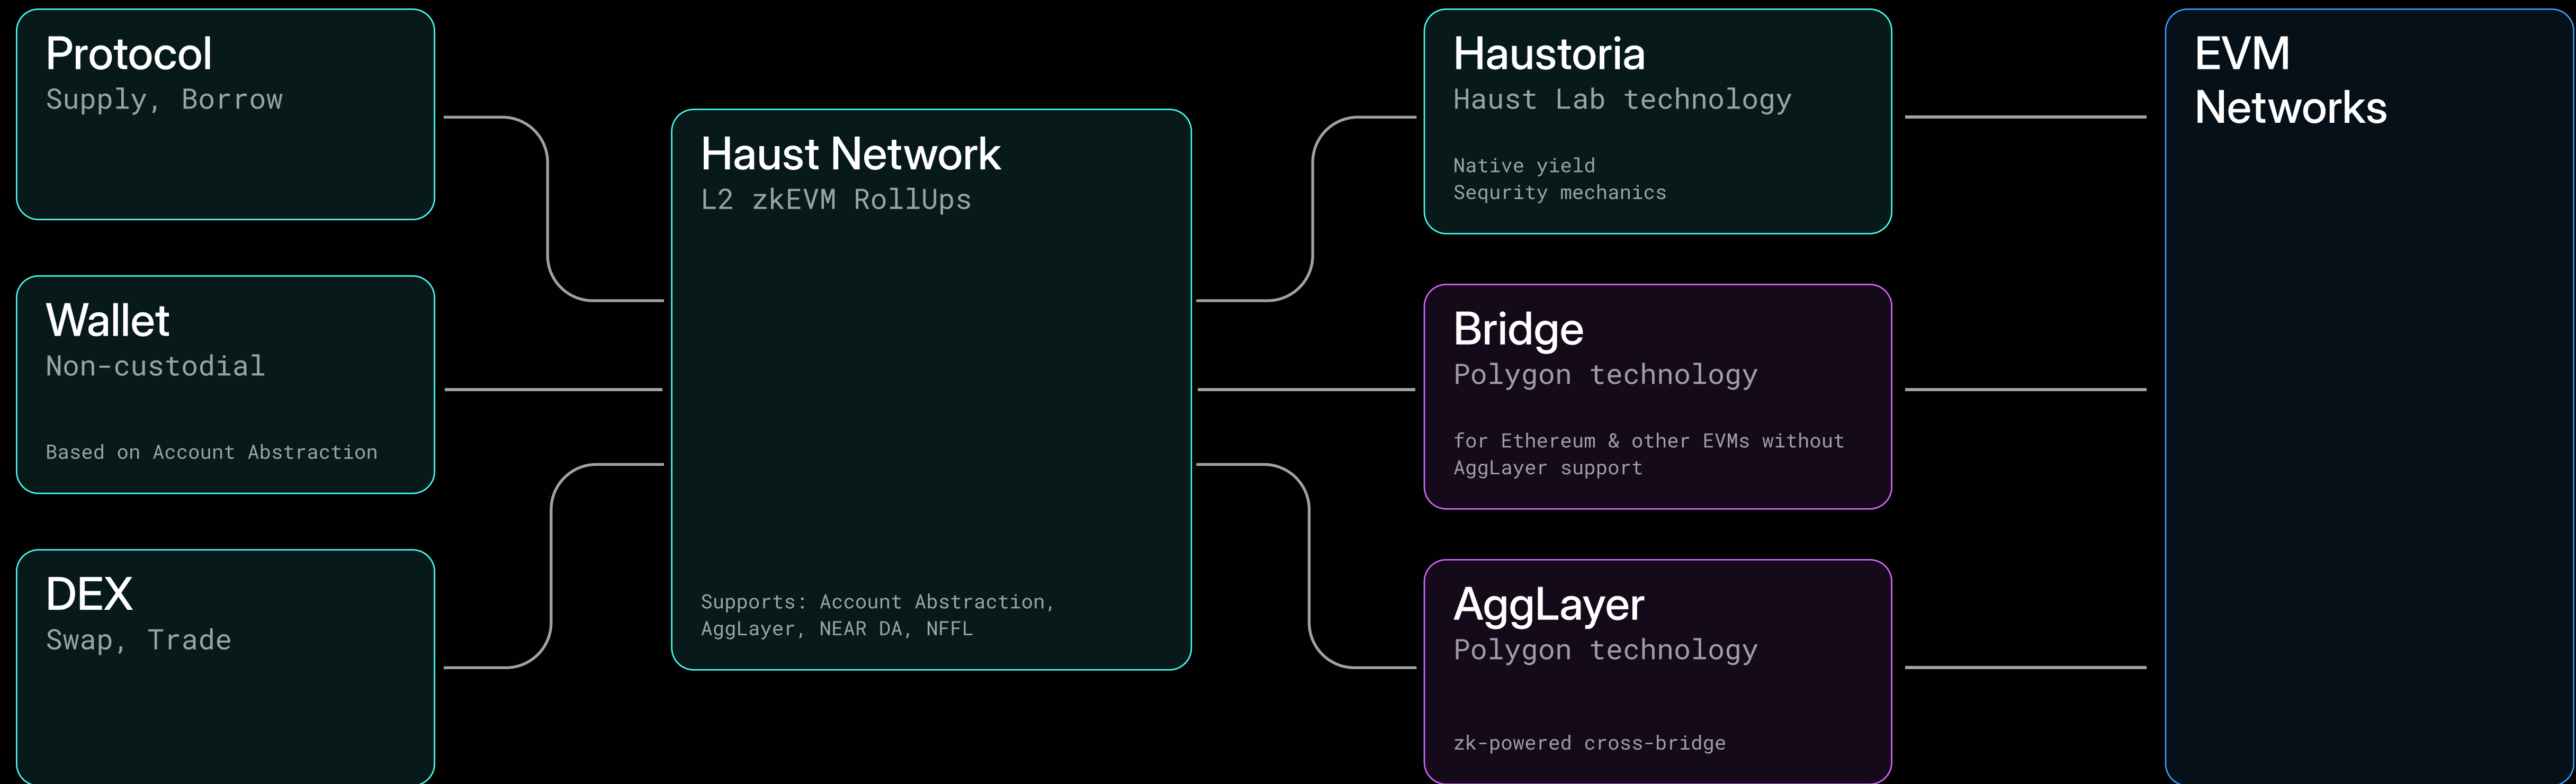 Protocol
Supply, Borrow
Wallet
Non-custodial
Based on Account Abstraction
DEX
Swap, Trade
Haust Network
L2 zkEVM RollUps
Supports: Account Abstraction,
AggLayer, NEAR DA, NFFL
Haustoria
Haust Lab technology
Native yield
Sequrity mechanics
Bridge
Polygon technology
for Ethereum & other EVMs without
AggLayer support
AggLayer
Polygon technology
zk-powered cross-bridge
EVM
Networks